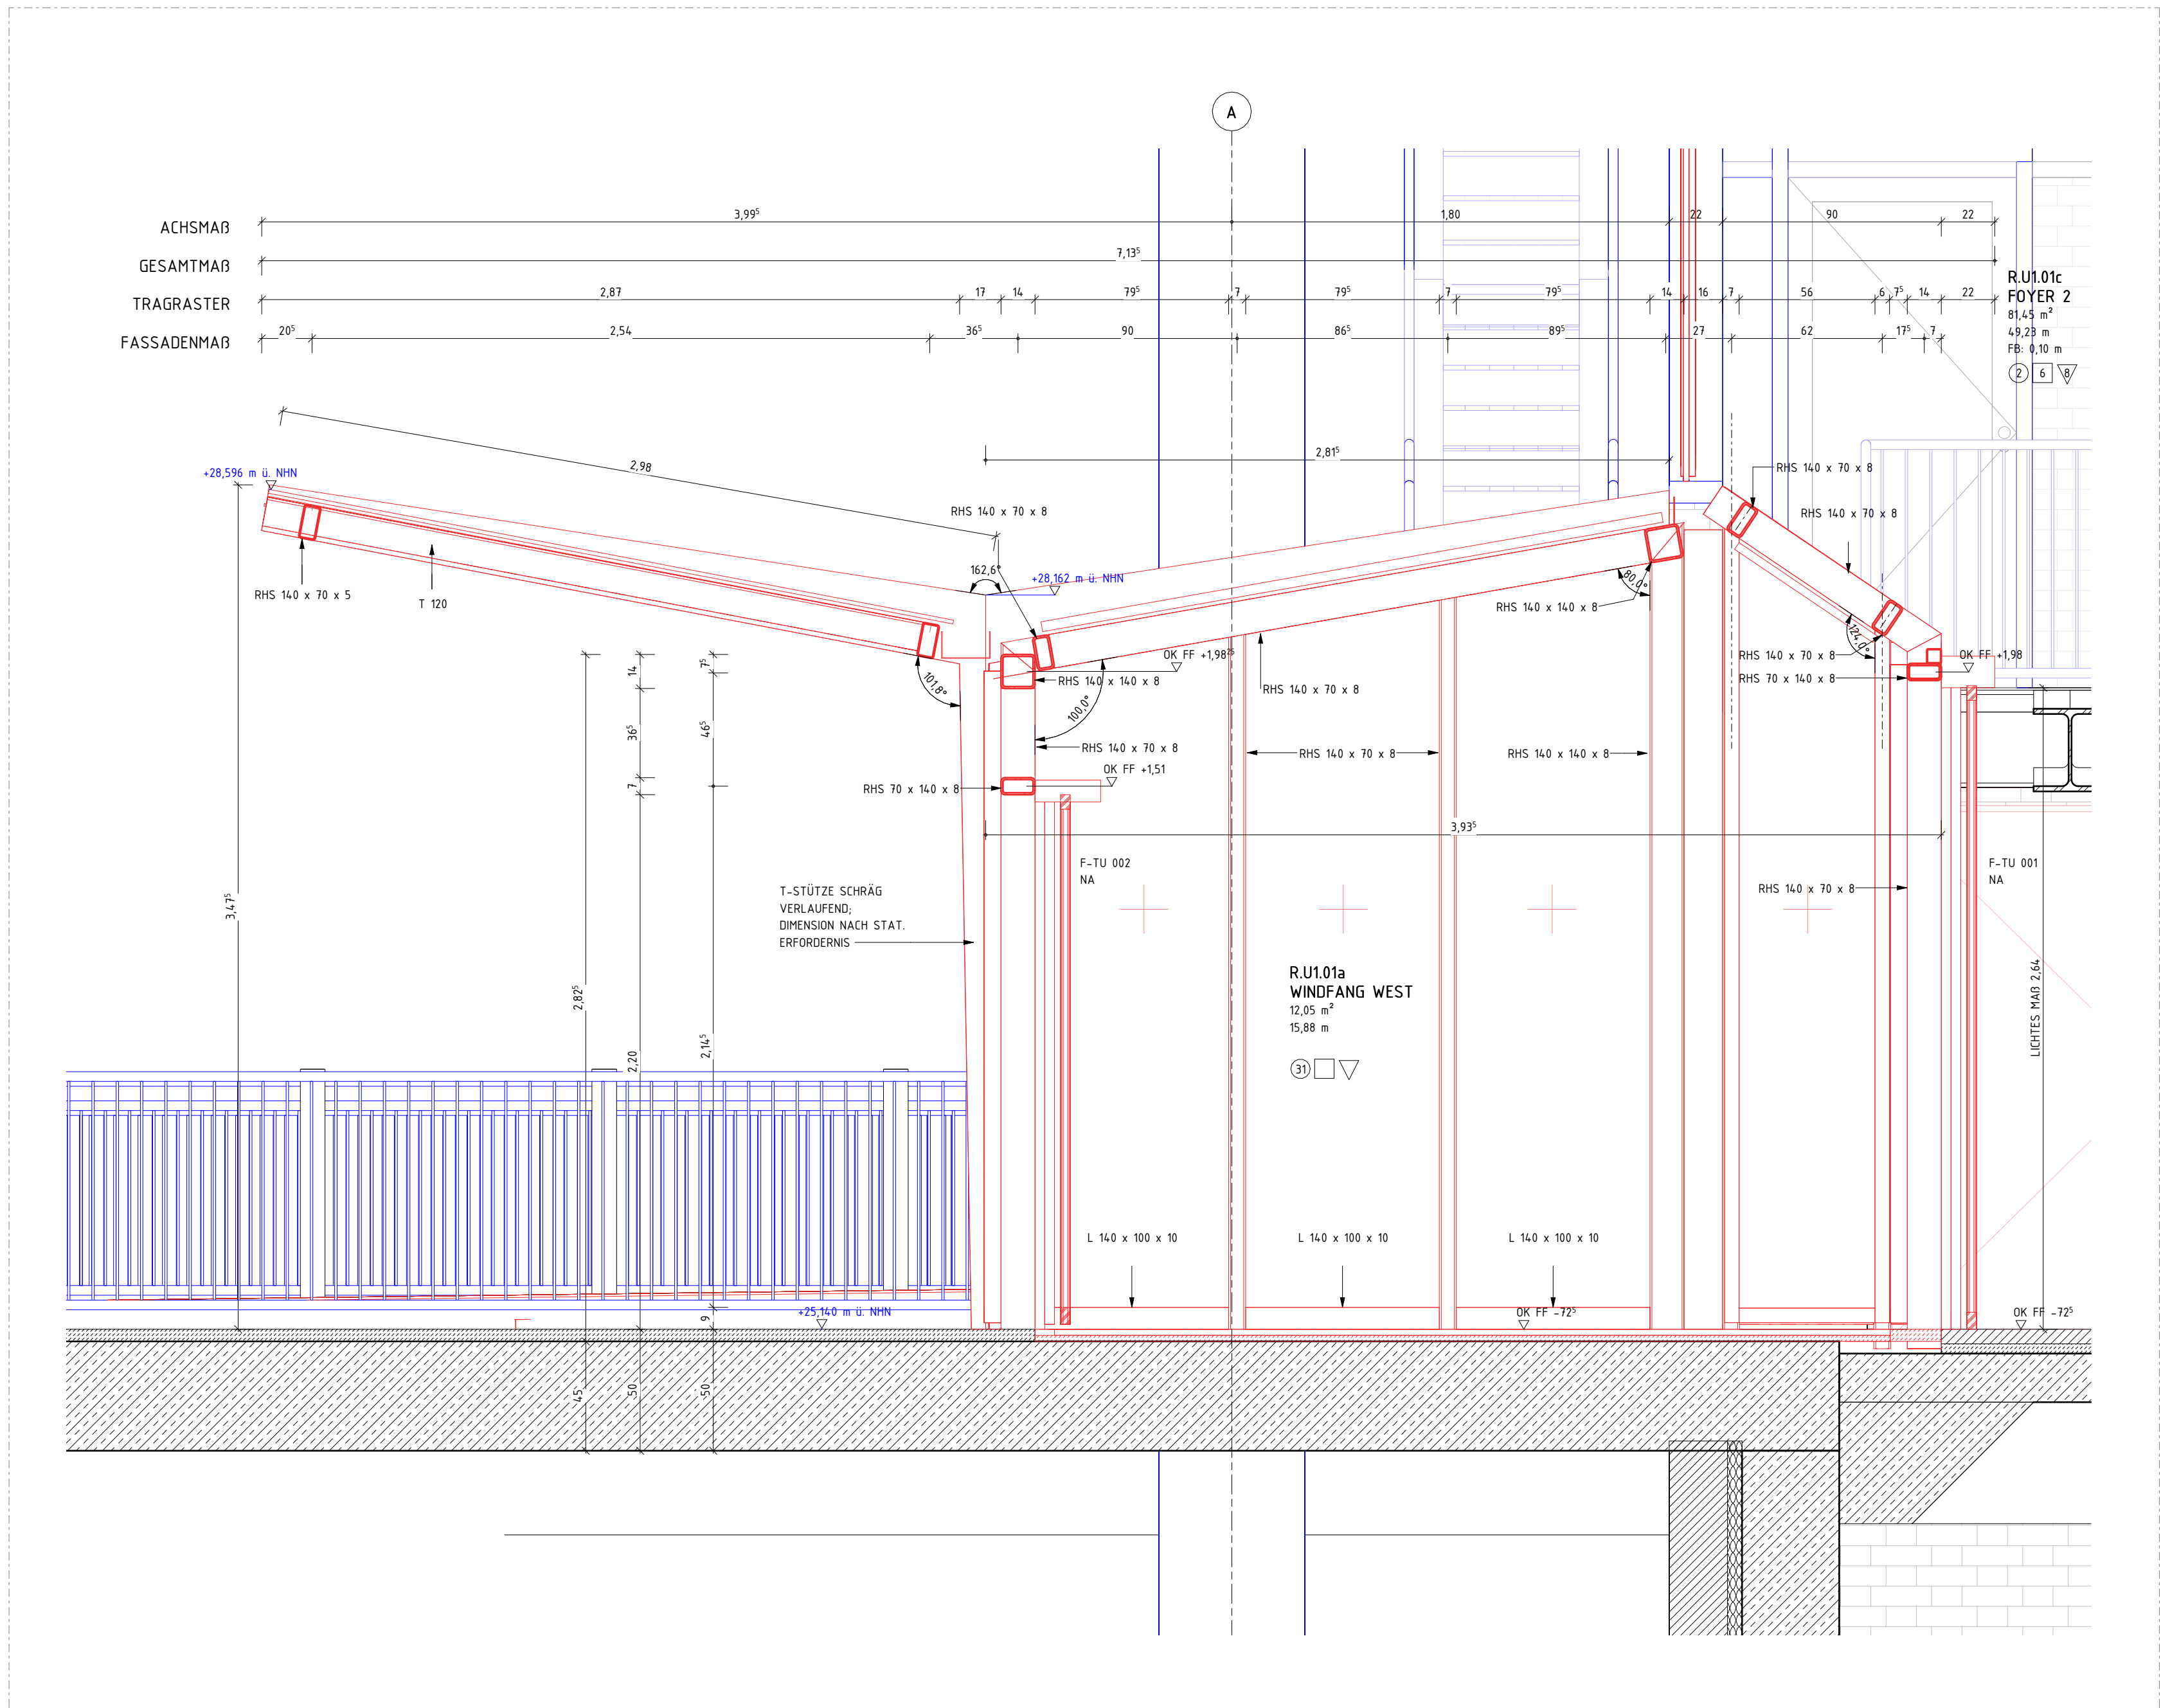 A
ACHSMAß 3,99⁵ 1,80 22 90 22
GESAMTMAß 7,13⁵
TRAGRASTER 2,87 17 14 79⁵ 7 79⁵ 7 79⁵ 14 16 7 56 6 7⁵ 14 22
FASSADENMAß 20⁵ 2,54 36⁵ 90 86⁵ 89⁵ 27 62 17⁵ 7
R.U1.01c
FOYER 2
81,45 m²
49,23 m
FB: 0,10 m
2 6 8
2,98
2,81⁵
+28,596 m ü. NHN
RHS 140 x 70 x 8
RHS 140 x 70 x 8
RHS 140 x 70 x 8
162,6°
+28,162 m ü. NHN
80,0°
RHS 140 x 70 x 5
T 120
RHS 140 x 140 x 8
124,0°
OK FF +1,98²⁵
RHS 140 x 70 x 8
OK FF +1,98
14
7⁵
101,8°
RHS 140 x 140 x 8
100,0°
RHS 140 x 70 x 8
RHS 70 x 140 x 8
36⁵
46⁵
RHS 140 x 70 x 8
RHS 140 x 70 x 8
RHS 140 x 140 x 8
OK FF +1,51
7
RHS 70 x 140 x 8
3,93⁵
F-TU 002
NA
F-TU 001
NA
T-STÜTZE SCHRÄG
VERLAUFEND;
DIMENSION NACH STAT.
ERFORDERNIS
RHS 140 x 70 x 8
3,47⁵
R.U1.01a
WINDFANG WEST
12,05 m²
15,88 m
31
2,82⁵
2,20
2,14⁵
LICHTES MAß 2,64
L 140 x 100 x 10
L 140 x 100 x 10
L 140 x 100 x 10
+25,140 m ü. NHN
9
OK FF -72⁵
OK FF -72⁵
45
50
50